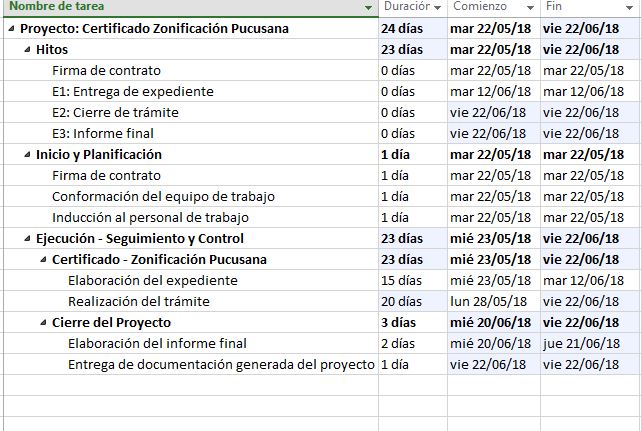 Nombre de tarea Duración Comienzo Fin
Proyecto: Certificado Zonificación Pucusana 24 días mar 22/05/18 vie 22/06/18
Hitos 23 días mar 22/05/18 vie 22/06/18
Firma de contrato 0 días mar 22/05/18 mar 22/05/18
E1: Entrega de expediente 0 días mar 12/06/18 mar 12/06/18
E2: Cierre de trámite 0 días vie 22/06/18 vie 22/06/18
E3: Informe final 0 días vie 22/06/18 vie 22/06/18
Inicio y Planificación 1 día mar 22/05/18 mar 22/05/18
Firma de contrato 1 día mar 22/05/18 mar 22/05/18
Conformación del equipo de trabajo 1 día mar 22/05/18 mar 22/05/18
Inducción al personal de trabajo 1 día mar 22/05/18 mar 22/05/18
Ejecución - Seguimiento y Control 23 días mié 23/05/18 vie 22/06/18
Certificado - Zonificación Pucusana 23 días mié 23/05/18 vie 22/06/18
Elaboración del expediente 15 días mié 23/05/18 mar 12/06/18
Realización del trámite 20 días lun 28/05/18 vie 22/06/18
Cierre del Proyecto 3 días mié 20/06/18 vie 22/06/18
Elaboración del informe final 2 días mié 20/06/18 jue 21/06/18
Entrega de documentación generada del proyecto 1 día vie 22/06/18 vie 22/06/18